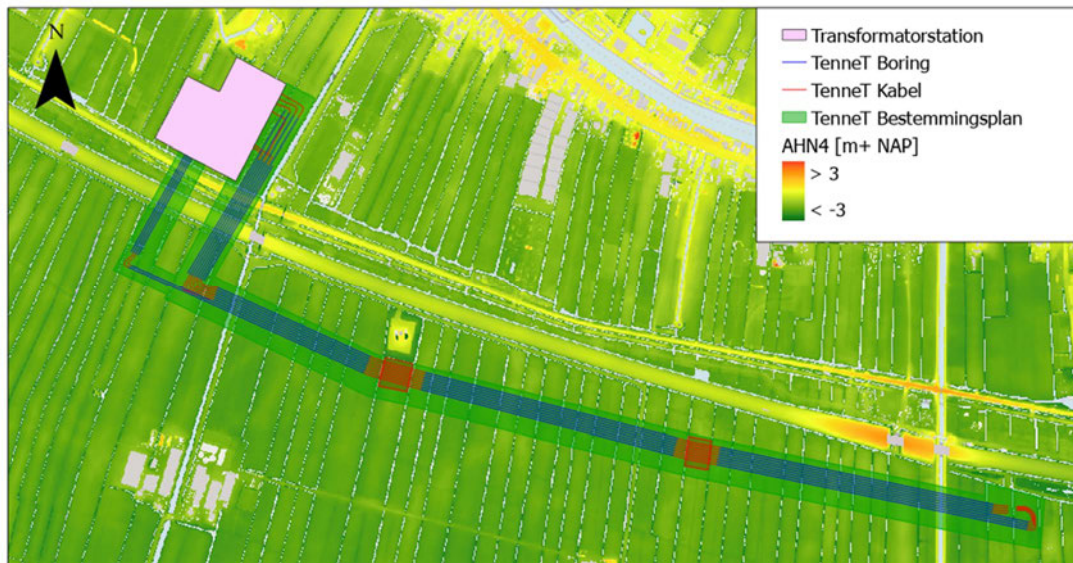 N
Transformatorstation
TenneT Boring
TenneT Kabel
TenneT Bestemmingsplan
AHN4 [m+ NAP]
> 3
< -3